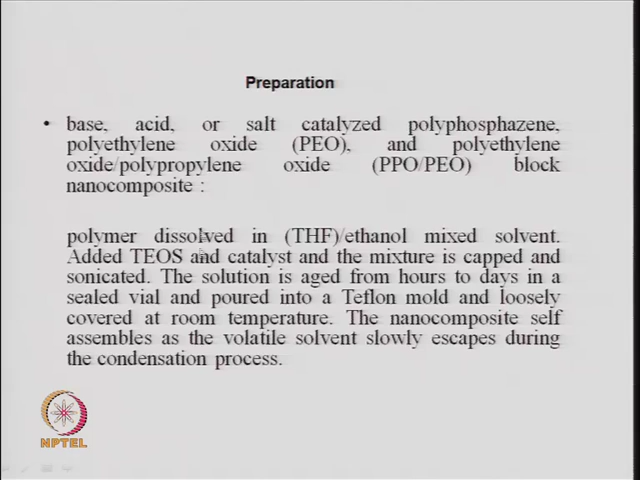 Preparation
• base, acid, or salt catalyzed polyphosphazene,
polyethylene oxide (PEO), and polyethylene
oxide/polypropylene oxide (PPO/PEO) block
nanocomposite :
polymer dissolved in (THF)/ethanol mixed solvent.
Added TEOS and catalyst and the mixture is capped and
sonicated. The solution is aged from hours to days in a
sealed vial and poured into a Teflon mold and loosely
covered at room temperature. The nanocomposite self
assembles as the volatile solvent slowly escapes during
the condensation process.
NPTEL